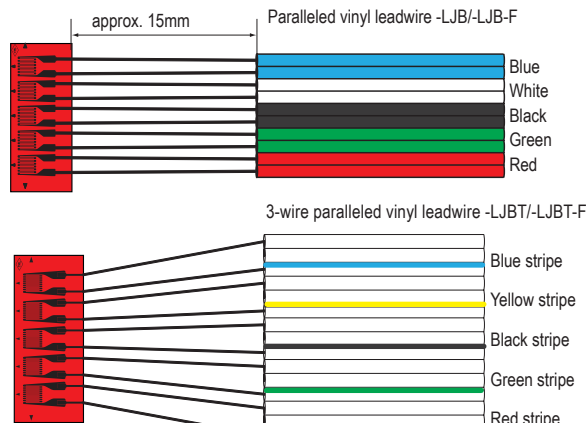 approx. 15mm
Paralleled vinyl leadwire -LJB/-LJB-F
Blue
White
Black
Green
Red
3-wire paralleled vinyl leadwire -LJBT/-LJBT-F
Blue stripe
Yellow stripe
Black stripe
Green stripe
Red stripe